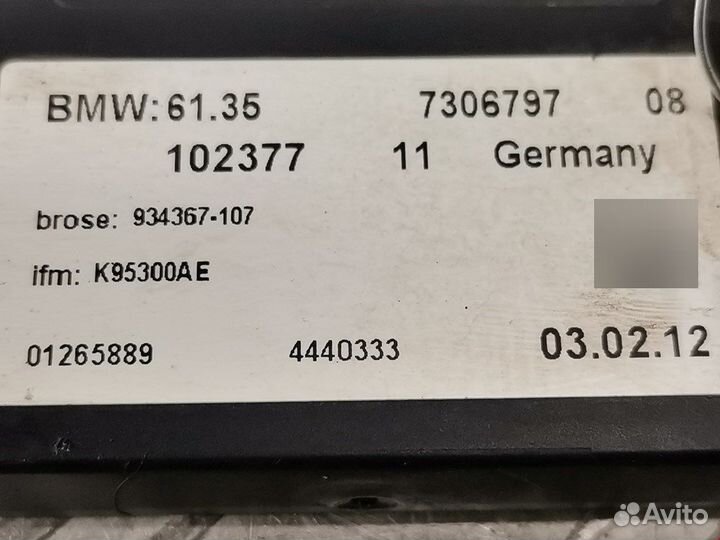 BMW: 61.35 7306797 08
102377 11 Germany
brose: 934367-107
ifm: K95300AE
01265889 4440333 03.02.12
Avito